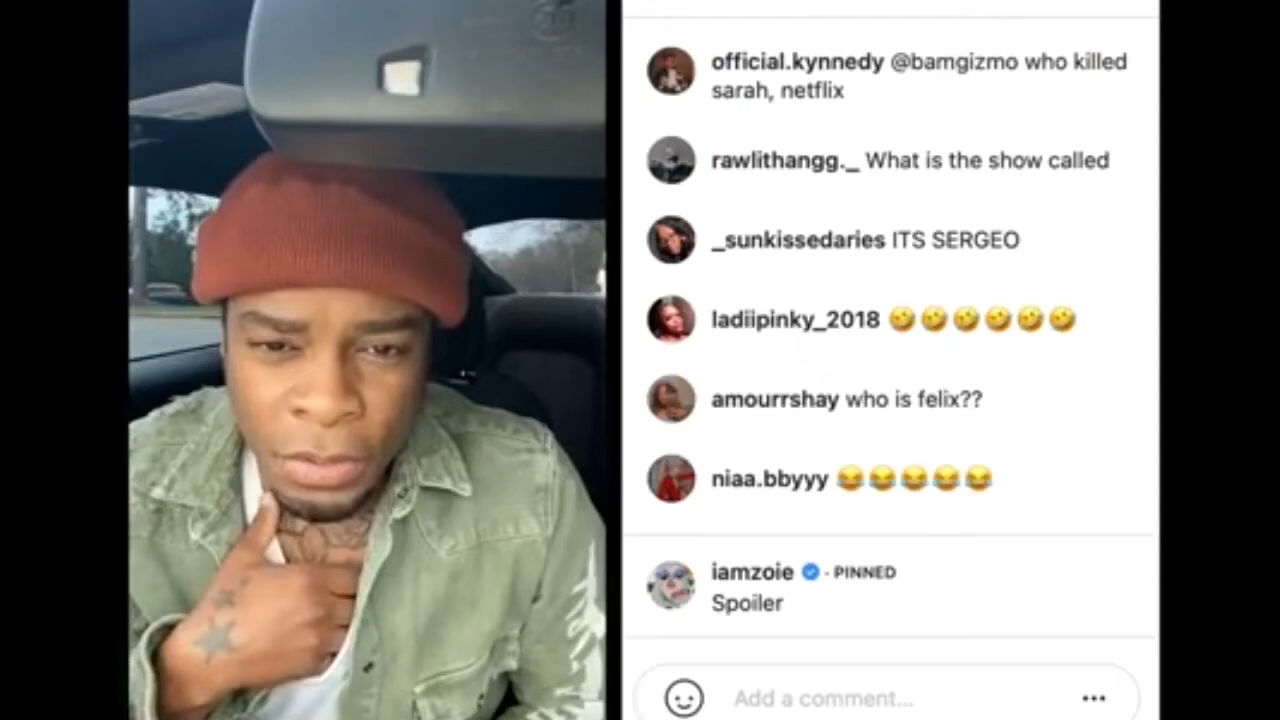 official.kynnedy @bamgizmo who killed
sarah, netflix
rawlithangg._ What is the show called
_sunkissedaries ITS SERGEO
ladiipinky_2018 🤣🤣🤣🤣🤣🤣
amourrshay who is felix??
niaa.bbyyy 😂😂😂😂😂
iamzoie - PINNED
Spoiler
Add a comment...